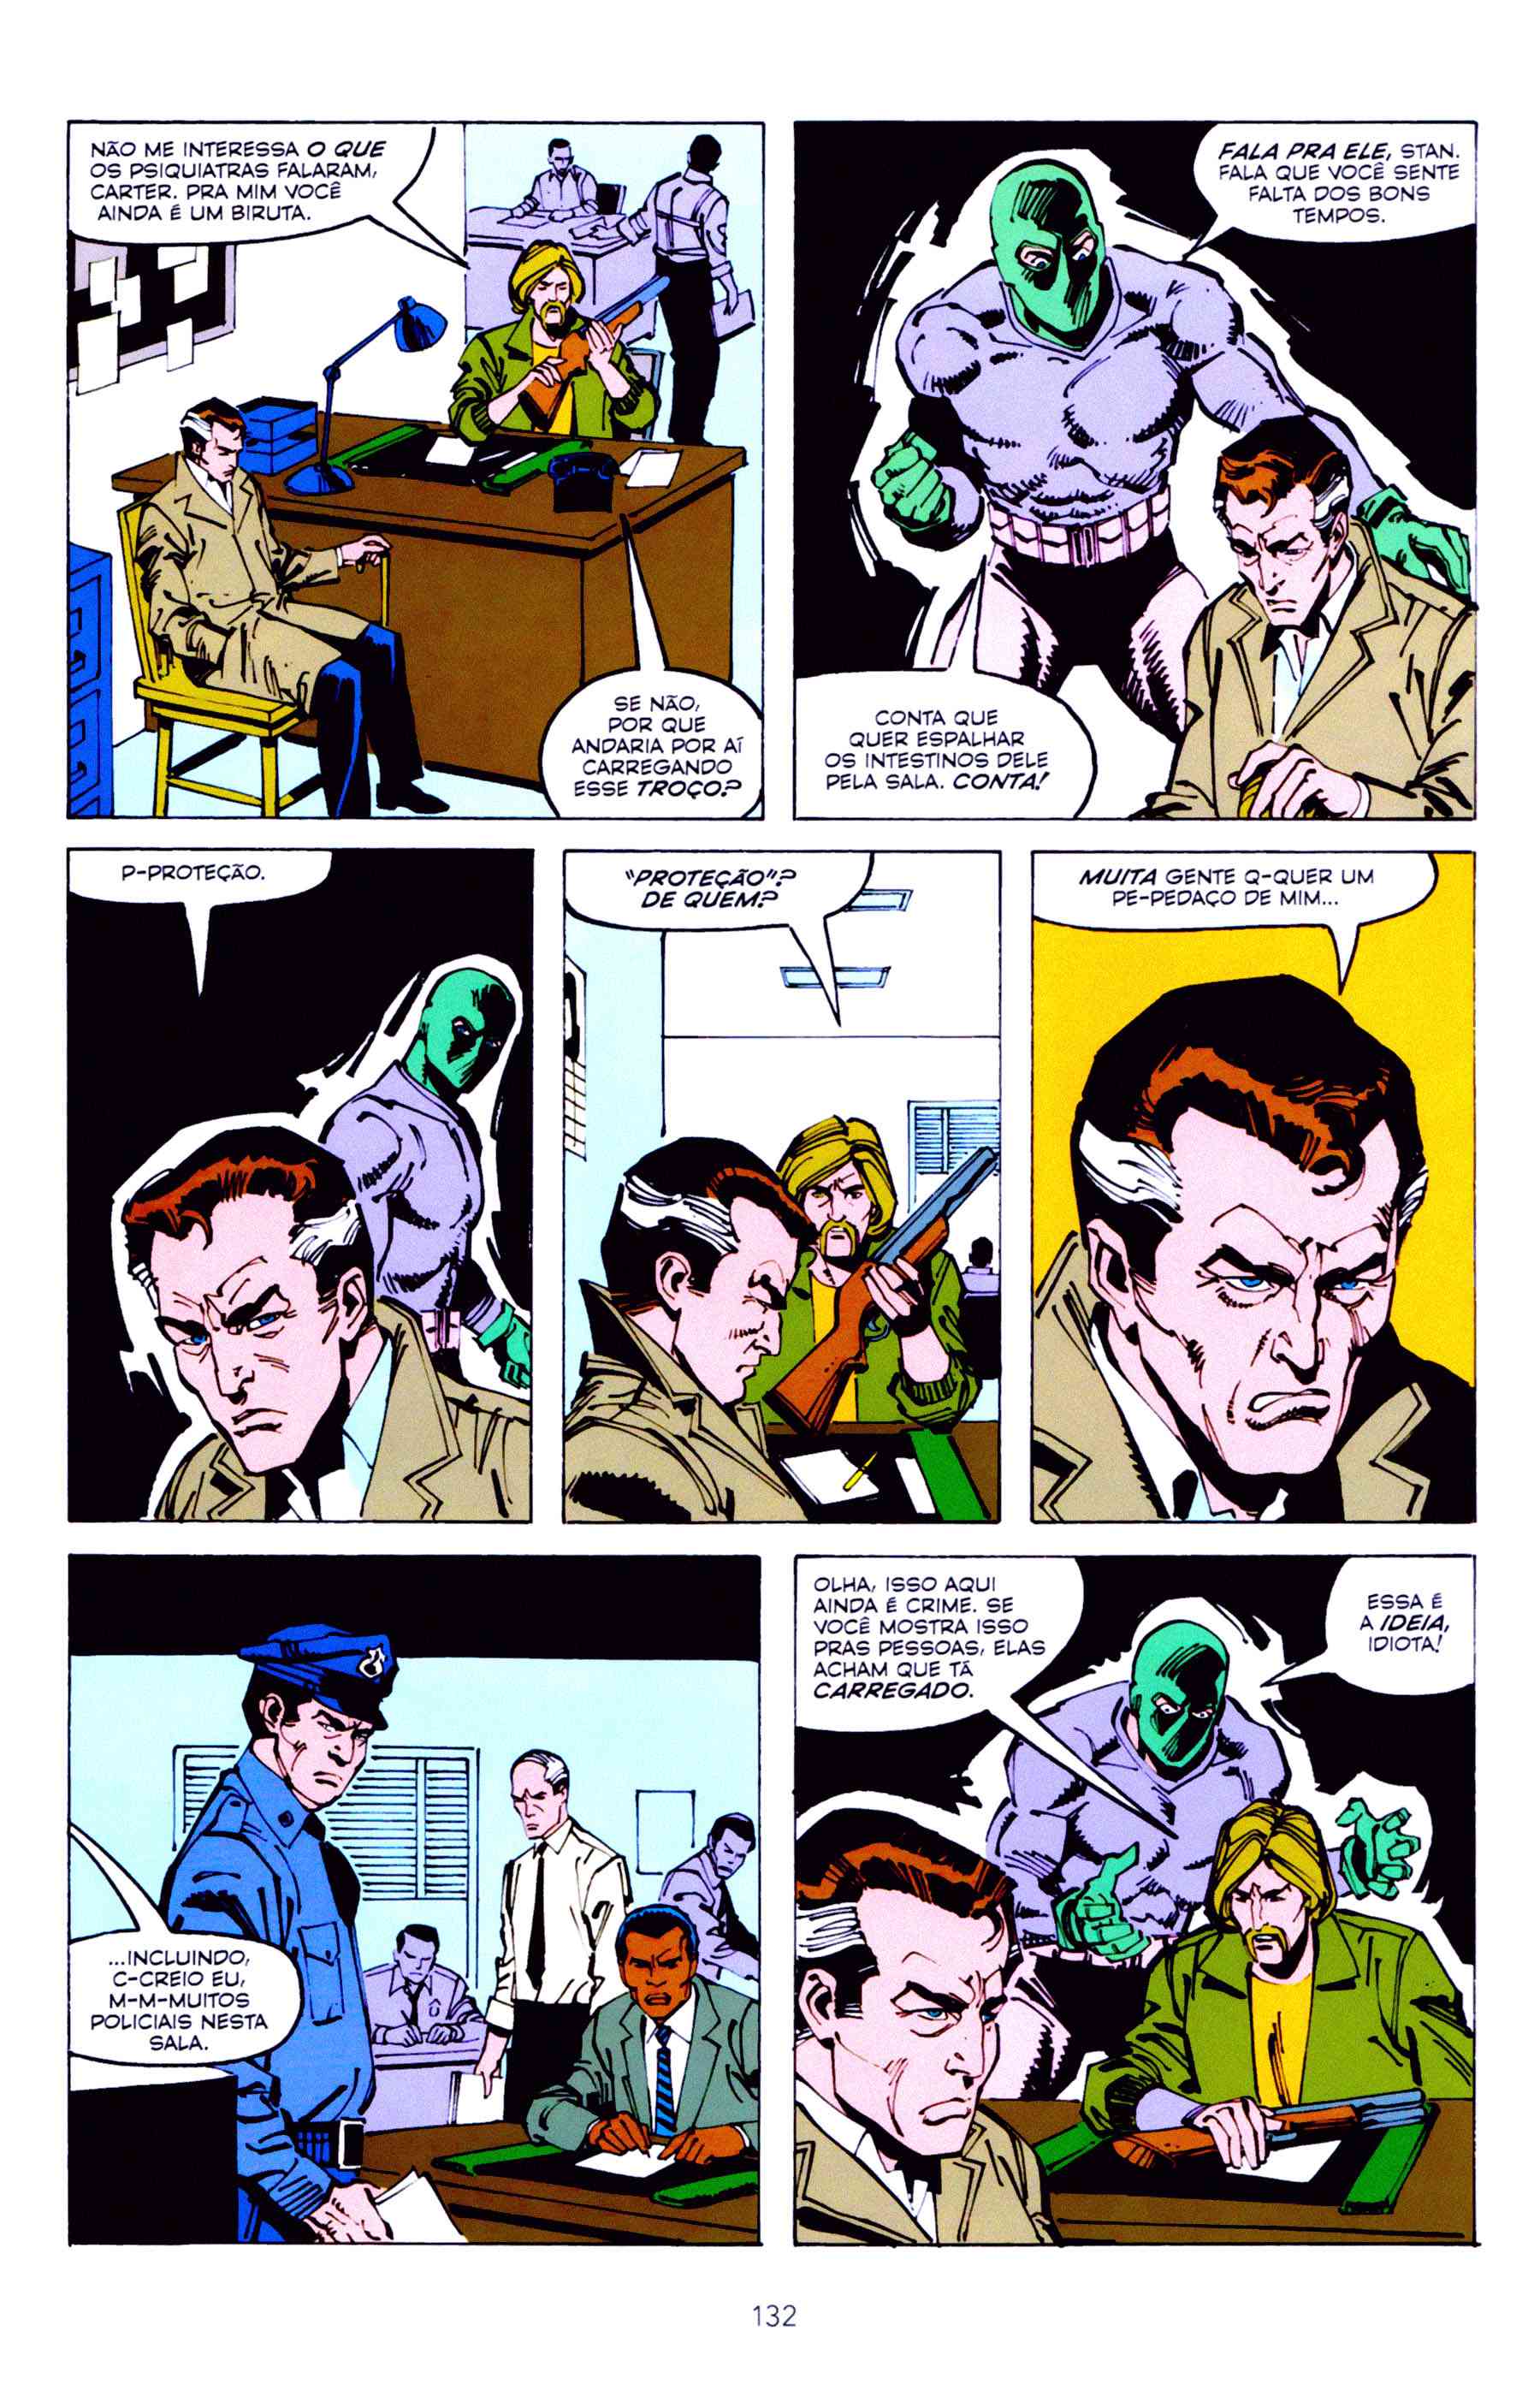 NÃO ME INTERESSA O QUE
OS PSIQUIATRAS FALARAM,
CARTER. PRA MIM VOCÊ
AINDA É UM BIRUTA.
SE NÃO,
POR QUE
ANDARIA POR AÍ
CARREGANDO
ESSE TROÇO?
FALA PRA ELE, STAN.
FALA QUE VOCÊ SENTE
FALTA DOS BONS
TEMPOS.
CONTA QUE
QUER ESPALHAR
OS INTESTINOS DELE
PELA SALA. CONTA!
P-PROTEÇÃO.
"PROTEÇÃO"?
DE QUEM?
MUITA GENTE Q-QUER UM
PE-PEDAÇO DE MIM...
...INCLUINDO,
C-CREIO EU,
M-M-MUITOS
POLICIAIS NESTA
SALA.
OLHA, ISSO AQUI
AINDA É CRIME. SE
VOCÊ MOSTRA ISSO
PRAS PESSOAS, ELAS
ACHAM QUE TÁ
CARREGADO.
ESSA É
A IDEIA,
IDIOTA!
132